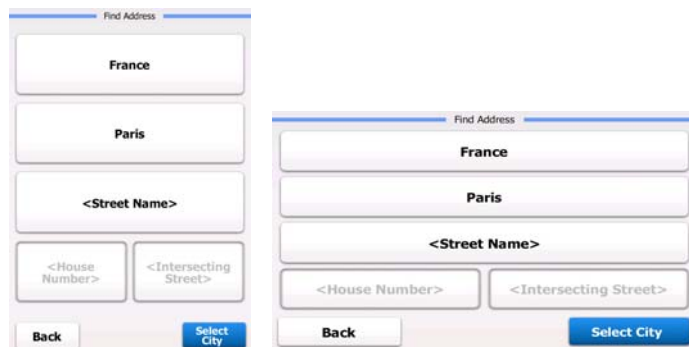 Find Address
France
Paris
<Street Name>
<House
Number>
<Intersecting
Street>
Back
Select
City
Find Address
France
Paris
<Street Name>
<House Number>
<Intersecting Street>
Back
Select City